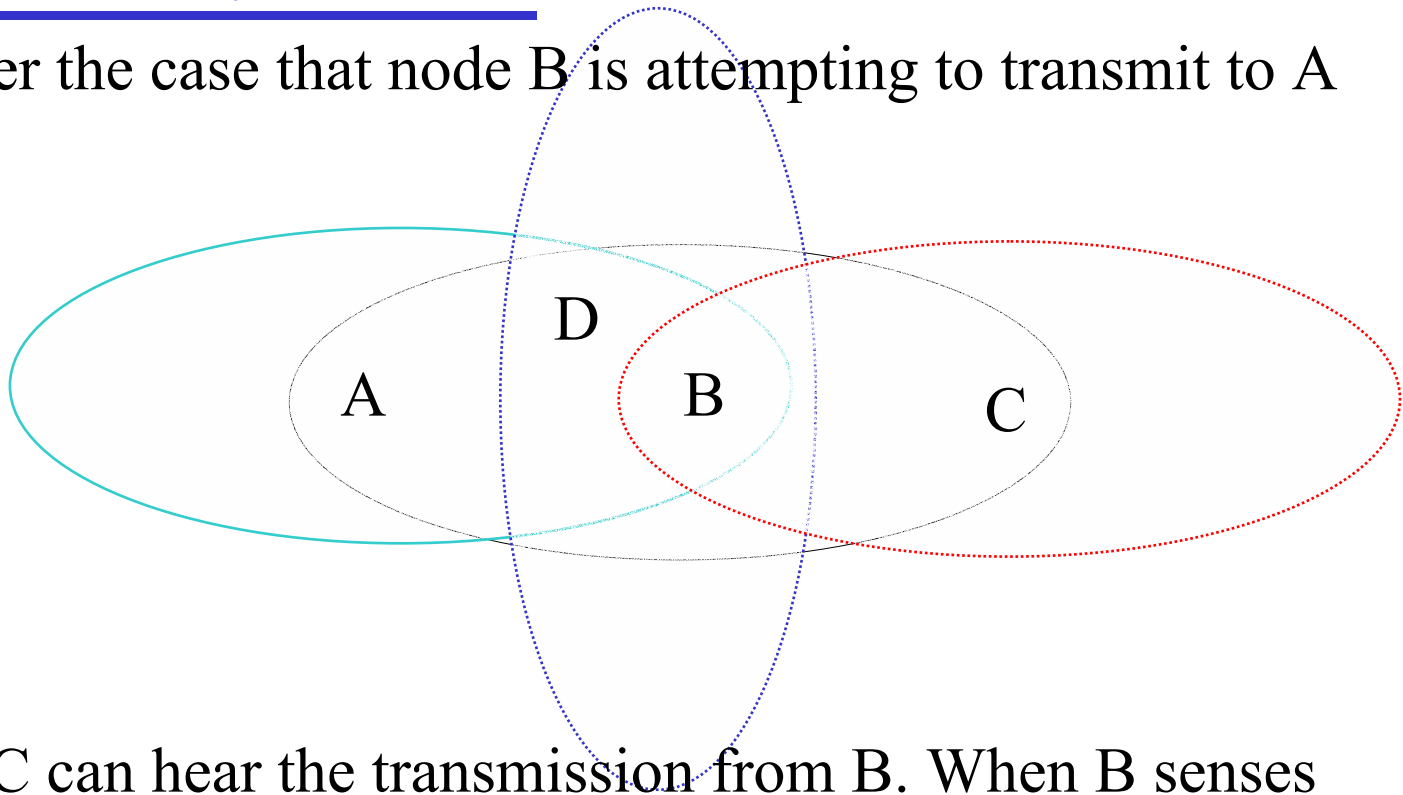 er the case that node B is attempting to transmit to A
D
A
B
C
C can hear the transmission from B. When B senses